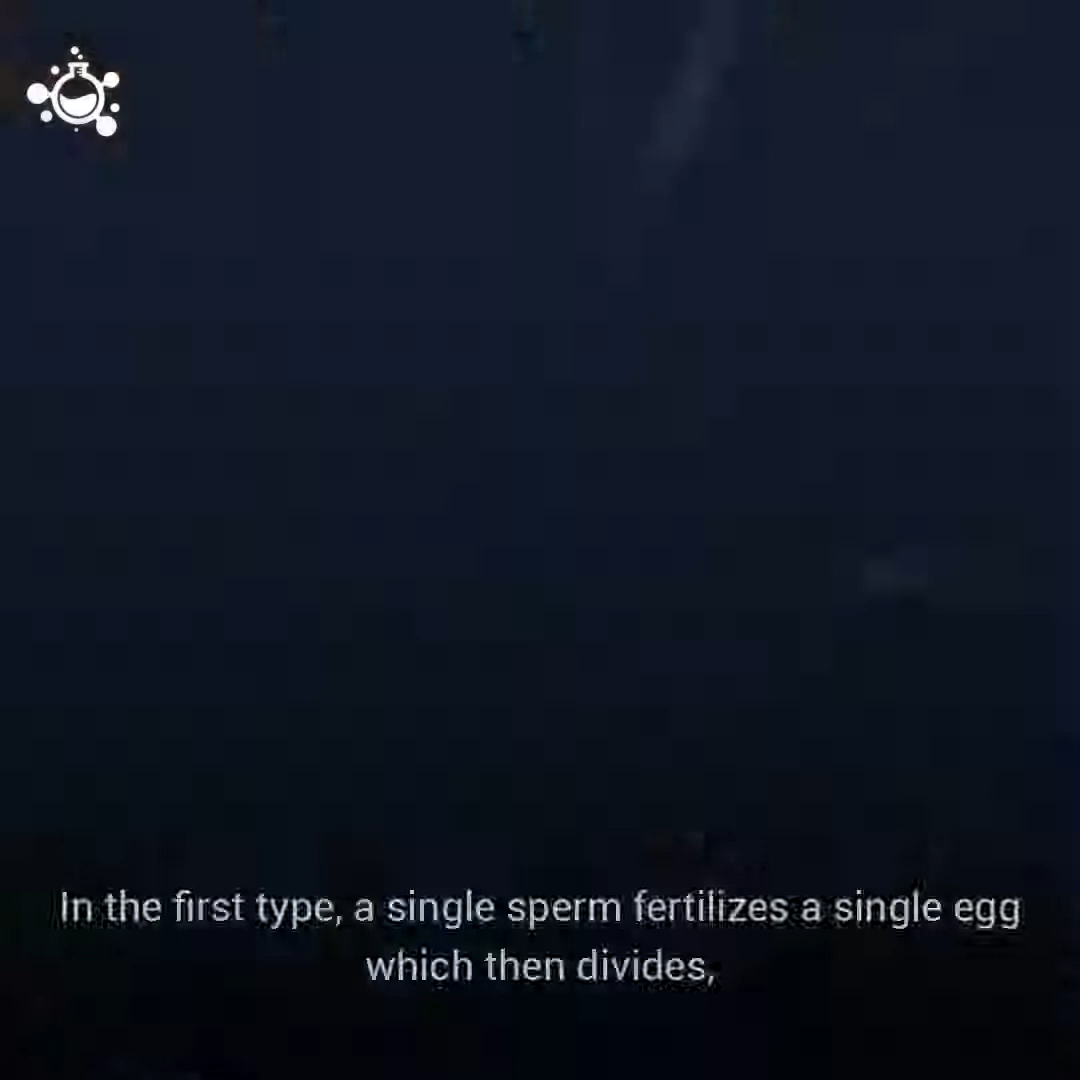 In the first type, a single sperm fertilizes a single egg
which then divides,